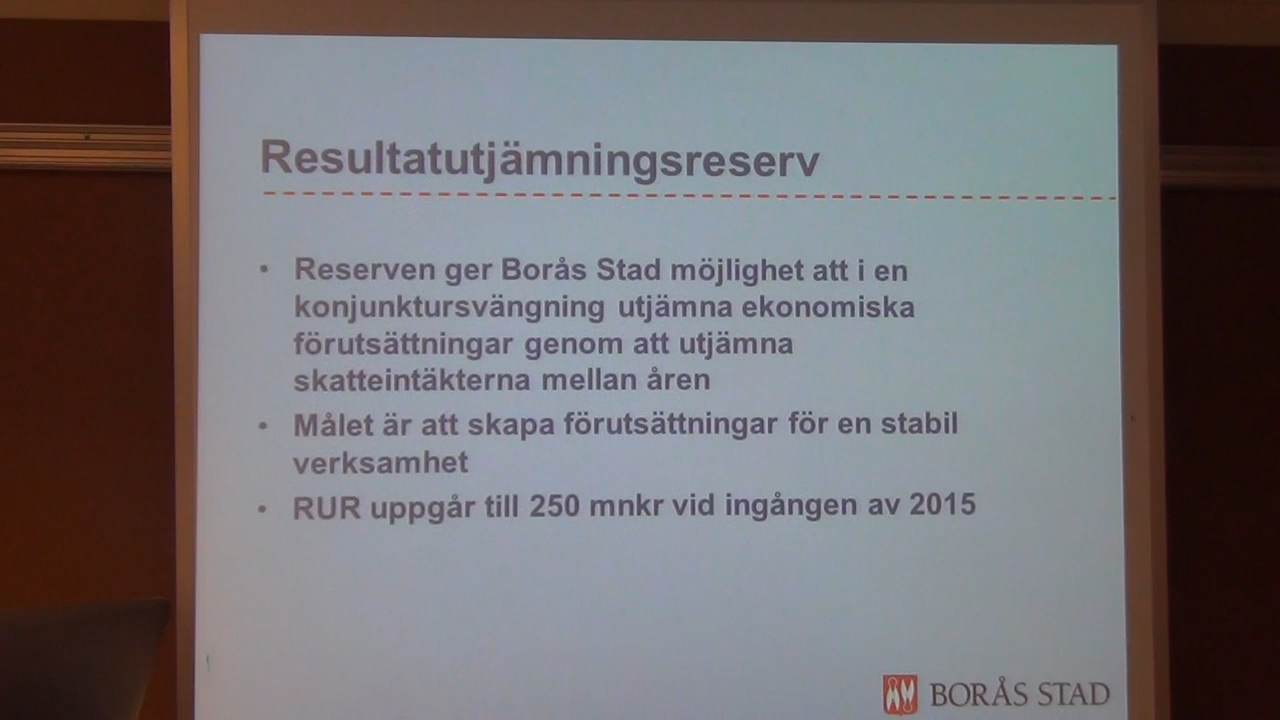 Resultatutjämningsreserv
• Reserven ger Borås Stad möjlighet att i en
konjunktursvängning utjämna ekonomiska
förutsättningar genom att utjämna
skatteintäkterna mellan åren
• Målet är att skapa förutsättningar för en stabil
verksamhet
• RUR uppgår till 250 mnkr vid ingången av 2015
BORÅS STAD